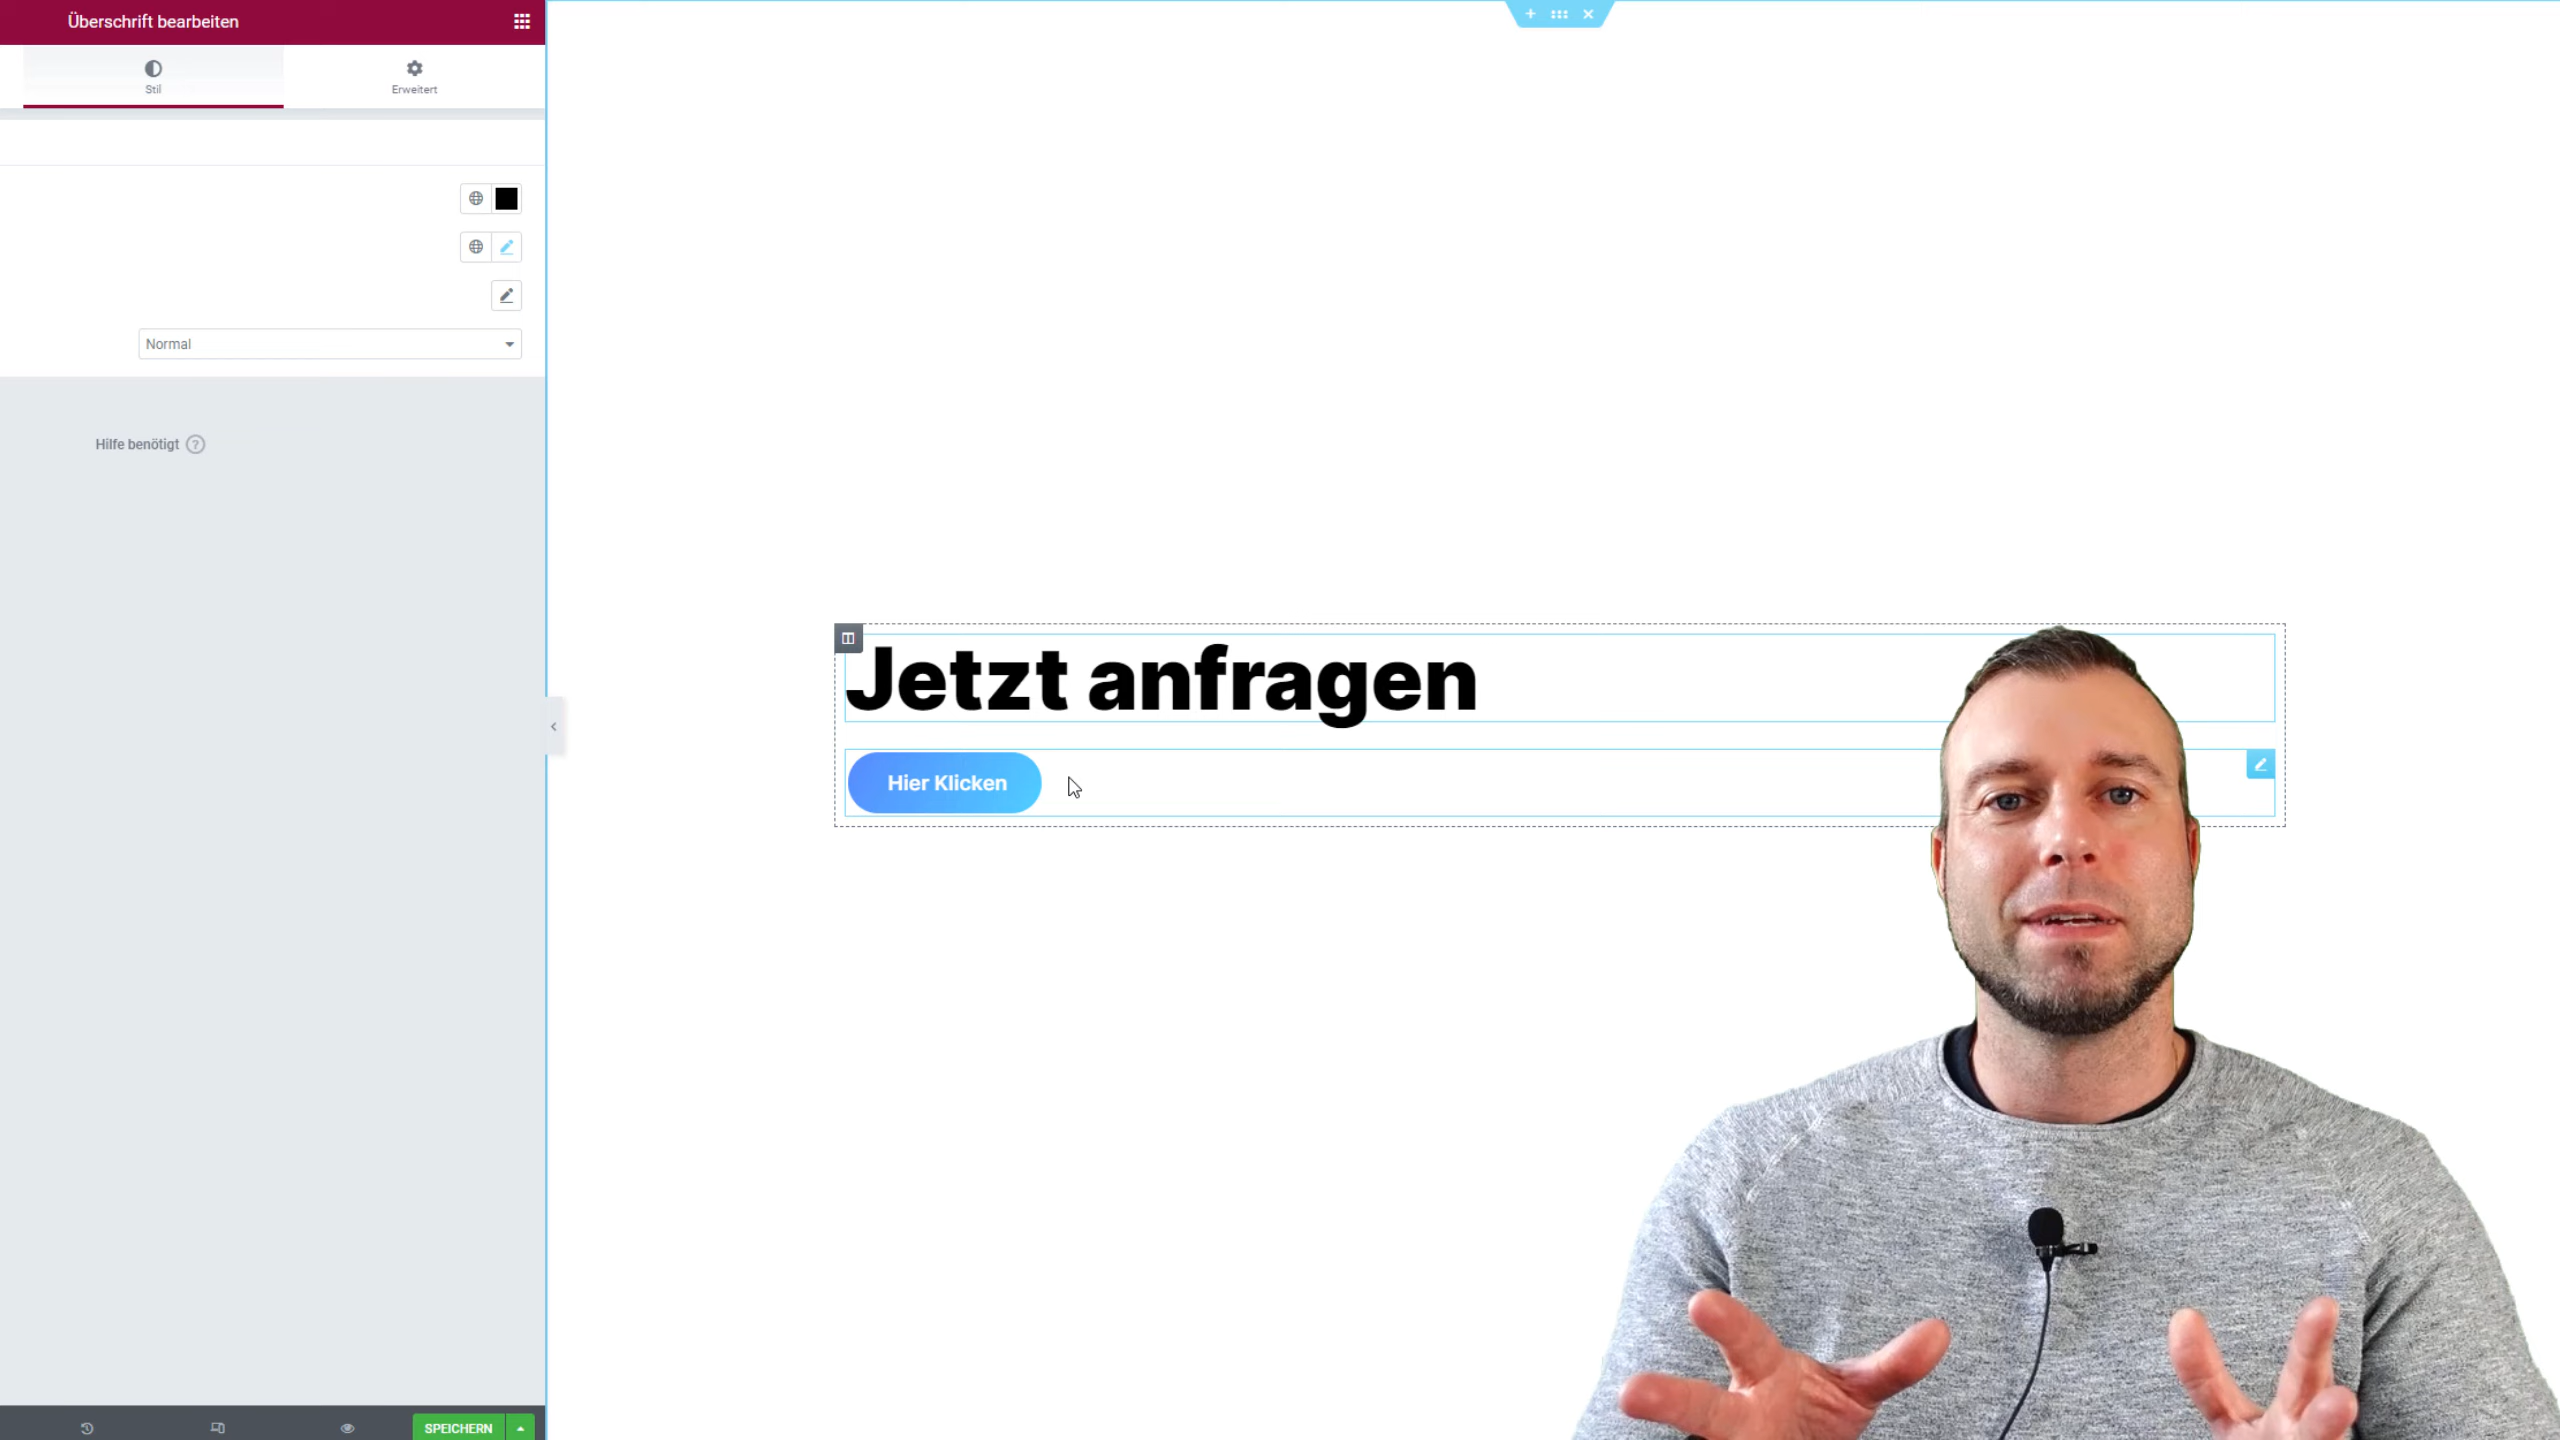 Überschrift bearbeiten
Stil
Erweitert
Normal
Hilfe benötigt
Jetzt anfragen
Hier Klicken
SPEICHERN